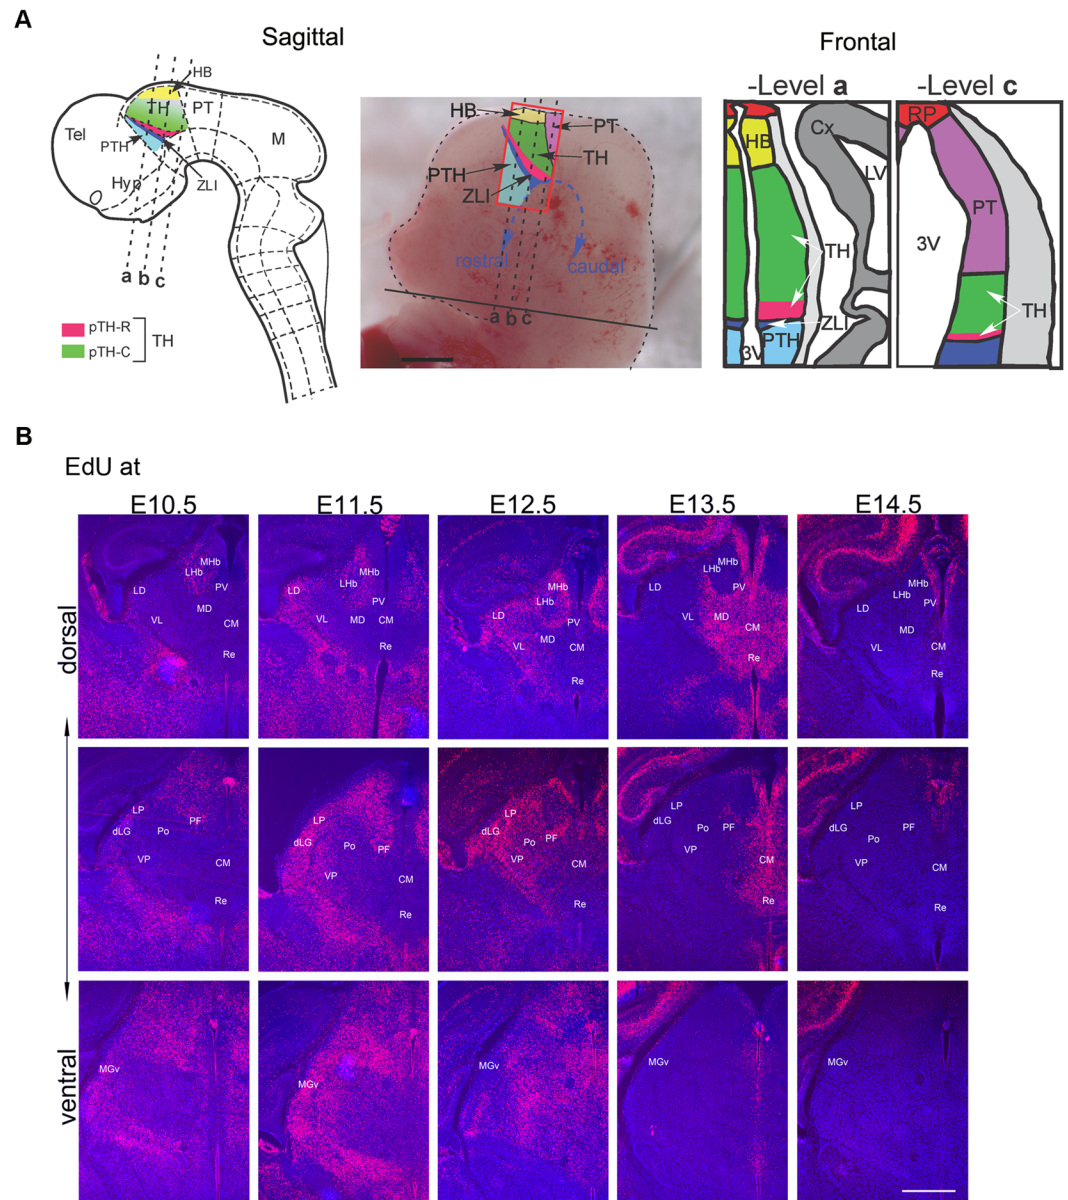 A
Sagittal
Frontal
HB
TH
PT
Tel
PTH
M
Hyp
ZLI
a b c
pTH-R
pTH-C
TH
HB
PT
TH
PTH
ZLI
rostral
caudal
a b c
-Level a
-Level c
Cx
HB
LV
TH
ZLI
3V
PTH
RP
PT
3V
TH
B
EdU at
E10.5
E11.5
E12.5
E13.5
E14.5
dorsal
MHb
LHb
LD
PV
MD
VL
CM
Re
MHb
LHb
LD
PV
VL
MD
CM
Re
MHb
LHb
LD
PV
MD
VL
CM
Re
MHb
LHb
LD
PV
VL
MD
CM
Re
MHb
LHb
LD
PV
MD
VL
CM
Re
LP
dLG
Po
PF
VP
CM
Re
LP
dLG
Po
PF
VP
CM
Re
LP
dLG
Po
PF
VP
CM
Re
LP
dLG
Po
PF
VP
CM
Re
LP
dLG
Po
PF
VP
CM
Re
ventral
MGv
MGv
MGv
MGv
MGv